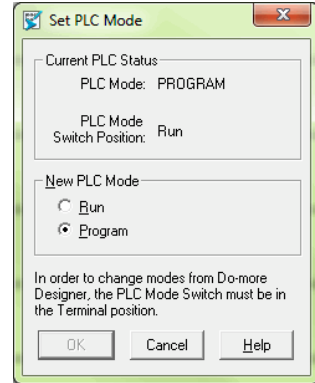 Set PLC Mode
Current PLC Status
PLC Mode: PROGRAM
PLC Mode
Switch Position: Run
New PLC Mode
Run
Program
In order to change modes from Do-more
Designer, the PLC Mode Switch must be in
the Terminal position.
OK Cancel Help